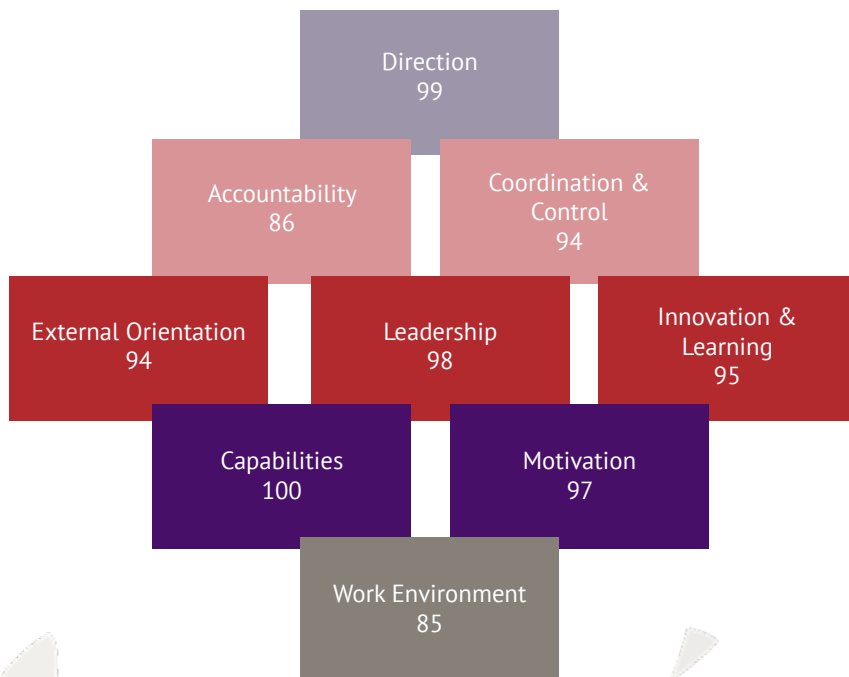 Direction
99
Accountability
86
Coordination &
Control
94
External Orientation
94
Leadership
98
Innovation &
Learning
95
Capabilities
100
Motivation
97
Work Environment
85